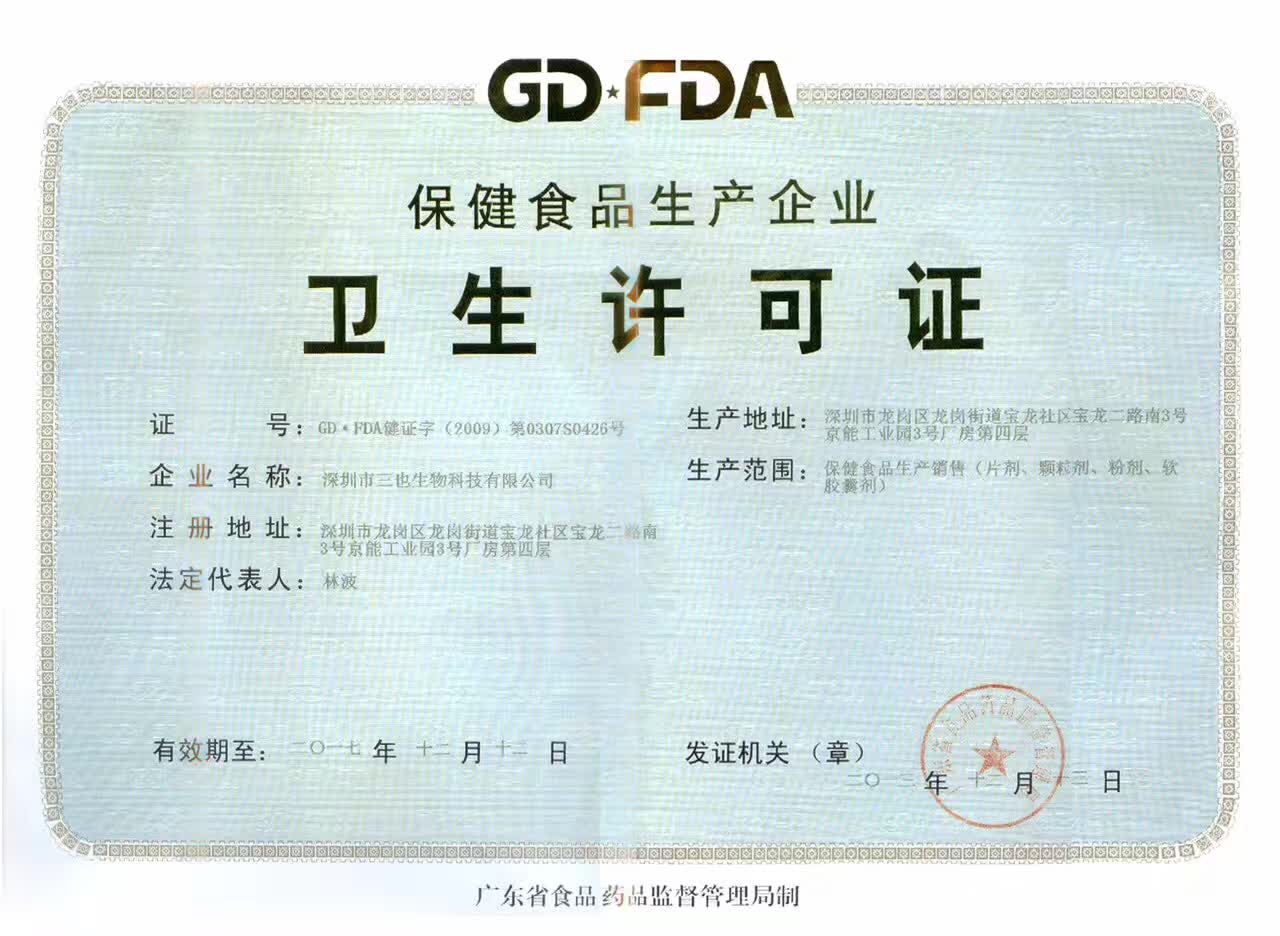 GD★FDA
保健食品生产企业
卫生许可证
证 号：GD·FDA健证字（2009）第0307S0426号
企业名称：深圳市三也生物科技有限公司
注册地址：深圳市龙岗区龙岗街道宝龙社区宝龙二路南
3号京能工业园3号厂房第四层
法定代表人：林波
生产地址：深圳市龙岗区龙岗街道宝龙社区宝龙二路南3号
京能工业园3号厂房第四层
生产范围：保健食品生产销售（片剂、颗粒剂、粉剂、软
胶囊剂）
有效期至：二〇一七年十二月十二日
发证机关（章）
二〇一三年十二月十三日
广东省食品药品监督管理局制